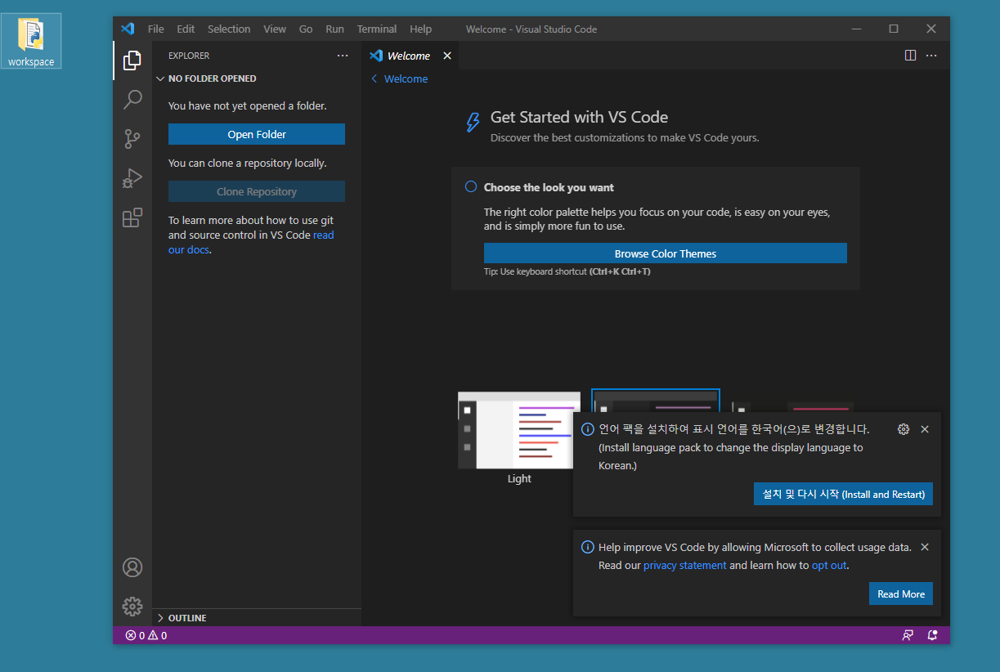 workspace
File Edit Selection View Go Run Terminal Help Welcome - Visual Studio Code
EXPLORER
NO FOLDER OPENED
You have not yet opened a folder.
Open Folder
You can clone a repository locally.
Clone Repository
To learn more about how to use git
and source control in VS Code read
our docs.
OUTLINE
Welcome
Welcome
Get Started with VS Code
Discover the best customizations to make VS Code yours.
Choose the look you want
The right color palette helps you focus on your code, is easy on your eyes,
and is simply more fun to use.
Browse Color Themes
Tip: Use keyboard shortcut (Ctrl+K Ctrl+T)
Light
언어 팩을 설치하여 표시 언어를 한국어(으)로 변경합니다.
(Install language pack to change the display language to
Korean.)
설치 및 다시 시작 (Install and Restart)
Help improve VS Code by allowing Microsoft to collect usage data.
Read our privacy statement and learn how to opt out.
Read More
0 0